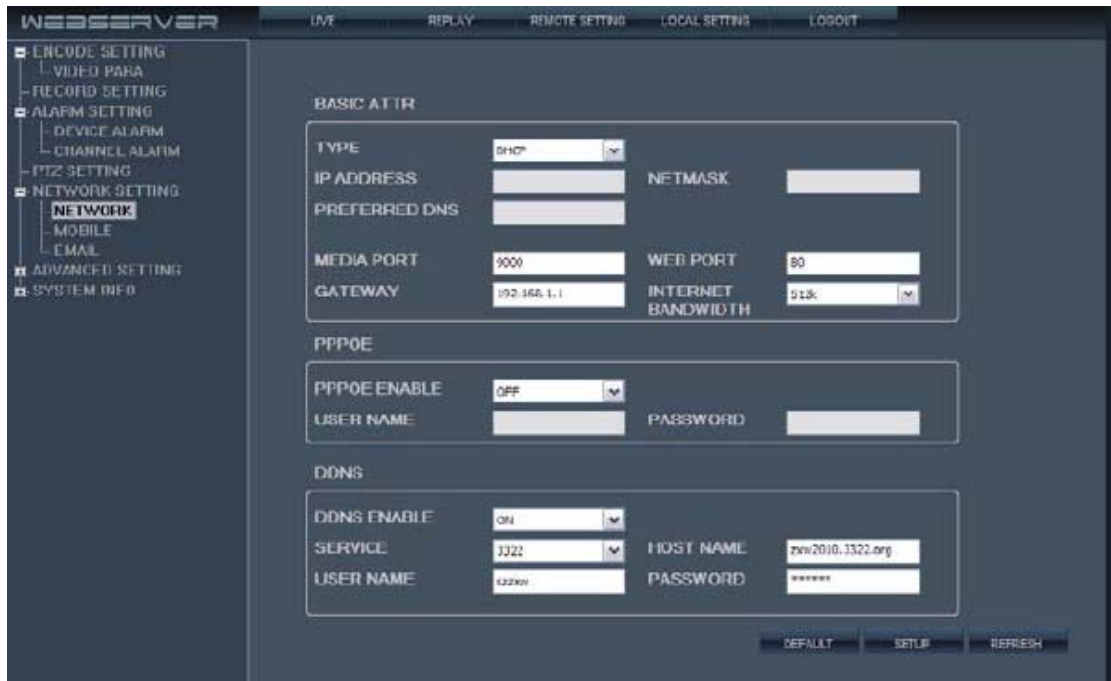 WEBSERVER
LIVE REPLAY REMOTE SETTING LOCAL SETTING LOGOUT
ENCODE SETTING
VIDEO PARA
RECORD SETTING
ALARM SETTING
DEVICE ALARM
CHANNEL ALARM
PTZ SETTING
NETWORK SETTING
NETWORK
MOBILE
EMAIL
ADVANCED SETTING
SYSTEM INFO
BASIC ATTR
TYPE DHCP
IP ADDRESS NETMASK
PREFERRED DNS
MEDIA PORT 9000 WEB PORT 80
GATEWAY 192.168.1.1 INTERNET BANDWIDTH 512k
PPPOE
PPPOE ENABLE OFF
USER NAME PASSWORD
DDNS
DDNS ENABLE ON
SERVICE 3322 HOST NAME zxw2010.3322.org
USER NAME PASSWORD ******
DEFAULT SETUP REFRESH